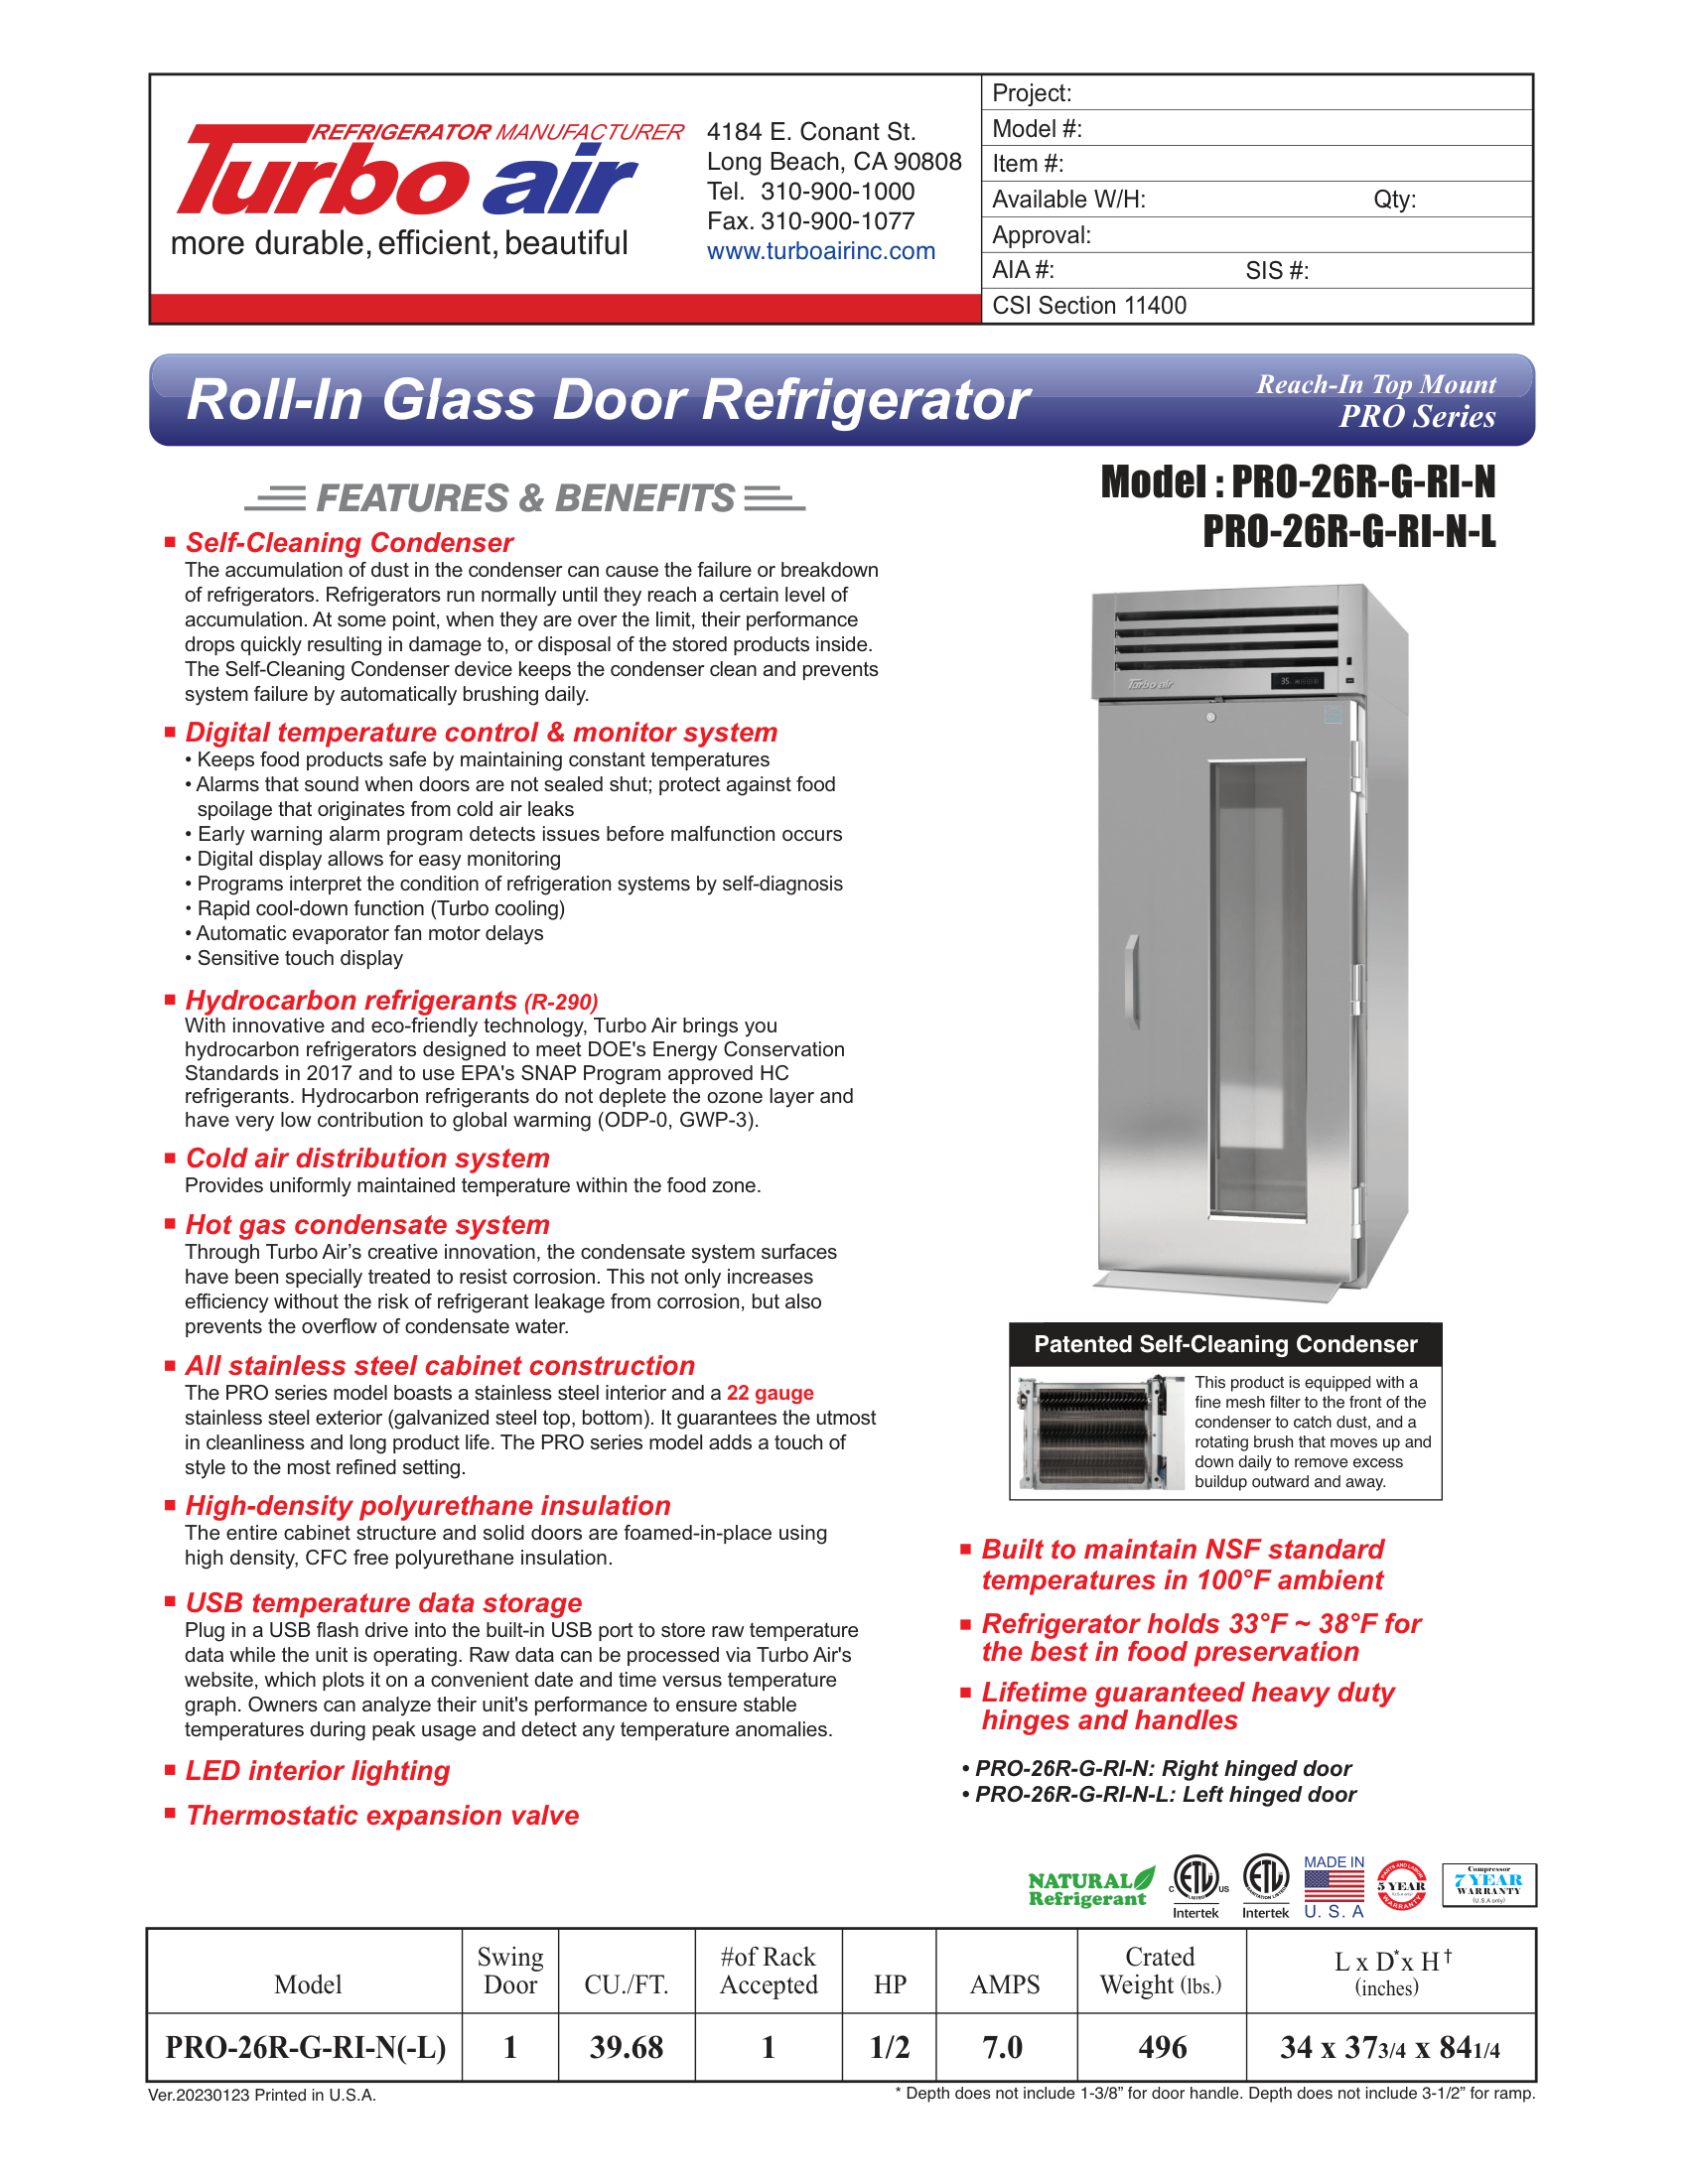 REFRIGERATOR MANUFACTURER
Turbo air
more durable, efficient, beautiful
4184 E. Conant St.
Long Beach, CA 90808
Tel. 310-900-1000
Fax. 310-900-1077
www.turboairinc.com
Project:
Model #:
Item #:
Available W/H: Qty:
Approval:
AIA #: SIS #:
CSI Section 11400
Roll-In Glass Door Refrigerator
Reach-In Top Mount
PRO Series
FEATURES & BENEFITS
Self-Cleaning Condenser
The accumulation of dust in the condenser can cause the failure or breakdown
of refrigerators. Refrigerators run normally until they reach a certain level of
accumulation. At some point, when they are over the limit, their performance
drops quickly resulting in damage to, or disposal of the stored products inside.
The Self-Cleaning Condenser device keeps the condenser clean and prevents
system failure by automatically brushing daily.
Digital temperature control & monitor system
• Keeps food products safe by maintaining constant temperatures
• Alarms that sound when doors are not sealed shut; protect against food
spoilage that originates from cold air leaks
• Early warning alarm program detects issues before malfunction occurs
• Digital display allows for easy monitoring
• Programs interpret the condition of refrigeration systems by self-diagnosis
• Rapid cool-down function (Turbo cooling)
• Automatic evaporator fan motor delays
• Sensitive touch display
Hydrocarbon refrigerants (R-290)
With innovative and eco-friendly technology, Turbo Air brings you
hydrocarbon refrigerators designed to meet DOE's Energy Conservation
Standards in 2017 and to use EPA's SNAP Program approved HC
refrigerants. Hydrocarbon refrigerants do not deplete the ozone layer and
have very low contribution to global warming (ODP-0, GWP-3).
Cold air distribution system
Provides uniformly maintained temperature within the food zone.
Hot gas condensate system
Through Turbo Air’s creative innovation, the condensate system surfaces
have been specially treated to resist corrosion. This not only increases
efficiency without the risk of refrigerant leakage from corrosion, but also
prevents the overflow of condensate water.
All stainless steel cabinet construction
The PRO series model boasts a stainless steel interior and a 22 gauge
stainless steel exterior (galvanized steel top, bottom). It guarantees the utmost
in cleanliness and long product life. The PRO series model adds a touch of
style to the most refined setting.
High-density polyurethane insulation
The entire cabinet structure and solid doors are foamed-in-place using
high density, CFC free polyurethane insulation.
USB temperature data storage
Plug in a USB flash drive into the built-in USB port to store raw temperature
data while the unit is operating. Raw data can be processed via Turbo Air's
website, which plots it on a convenient date and time versus temperature
graph. Owners can analyze their unit's performance to ensure stable
temperatures during peak usage and detect any temperature anomalies.
LED interior lighting
Thermostatic expansion valve
Model : PRO-26R-G-RI-N
PRO-26R-G-RI-N-L
Turbo air
35
Patented Self-Cleaning Condenser
This product is equipped with a
fine mesh filter to the front of the
condenser to catch dust, and a
rotating brush that moves up and
down daily to remove excess
buildup outward and away.
Built to maintain NSF standard
temperatures in 100°F ambient
Refrigerator holds 33°F ~ 38°F for
the best in food preservation
Lifetime guaranteed heavy duty
hinges and handles
• PRO-26R-G-RI-N: Right hinged door
• PRO-26R-G-RI-N-L: Left hinged door
NATURAL
Refrigerant
C ETL US
LISTED
Intertek
ETL
SANITATION LISTED
Intertek
MADE IN
U. S. A
PARTS AND LABOR
5 YEAR
(U.S.A only)
WARRANTY
Compressor
7 YEAR
WARRANTY
(U.S.A only)
Model Swing Door CU./FT. #of Rack Accepted HP AMPS Crated Weight (lbs.) L x D* x H† (inches)
PRO-26R-G-RI-N(-L) 1 39.68 1 1/2 7.0 496 34 x 373/4 x 841/4
Ver.20230123 Printed in U.S.A.
* Depth does not include 1-3/8” for door handle. Depth does not include 3-1/2” for ramp.